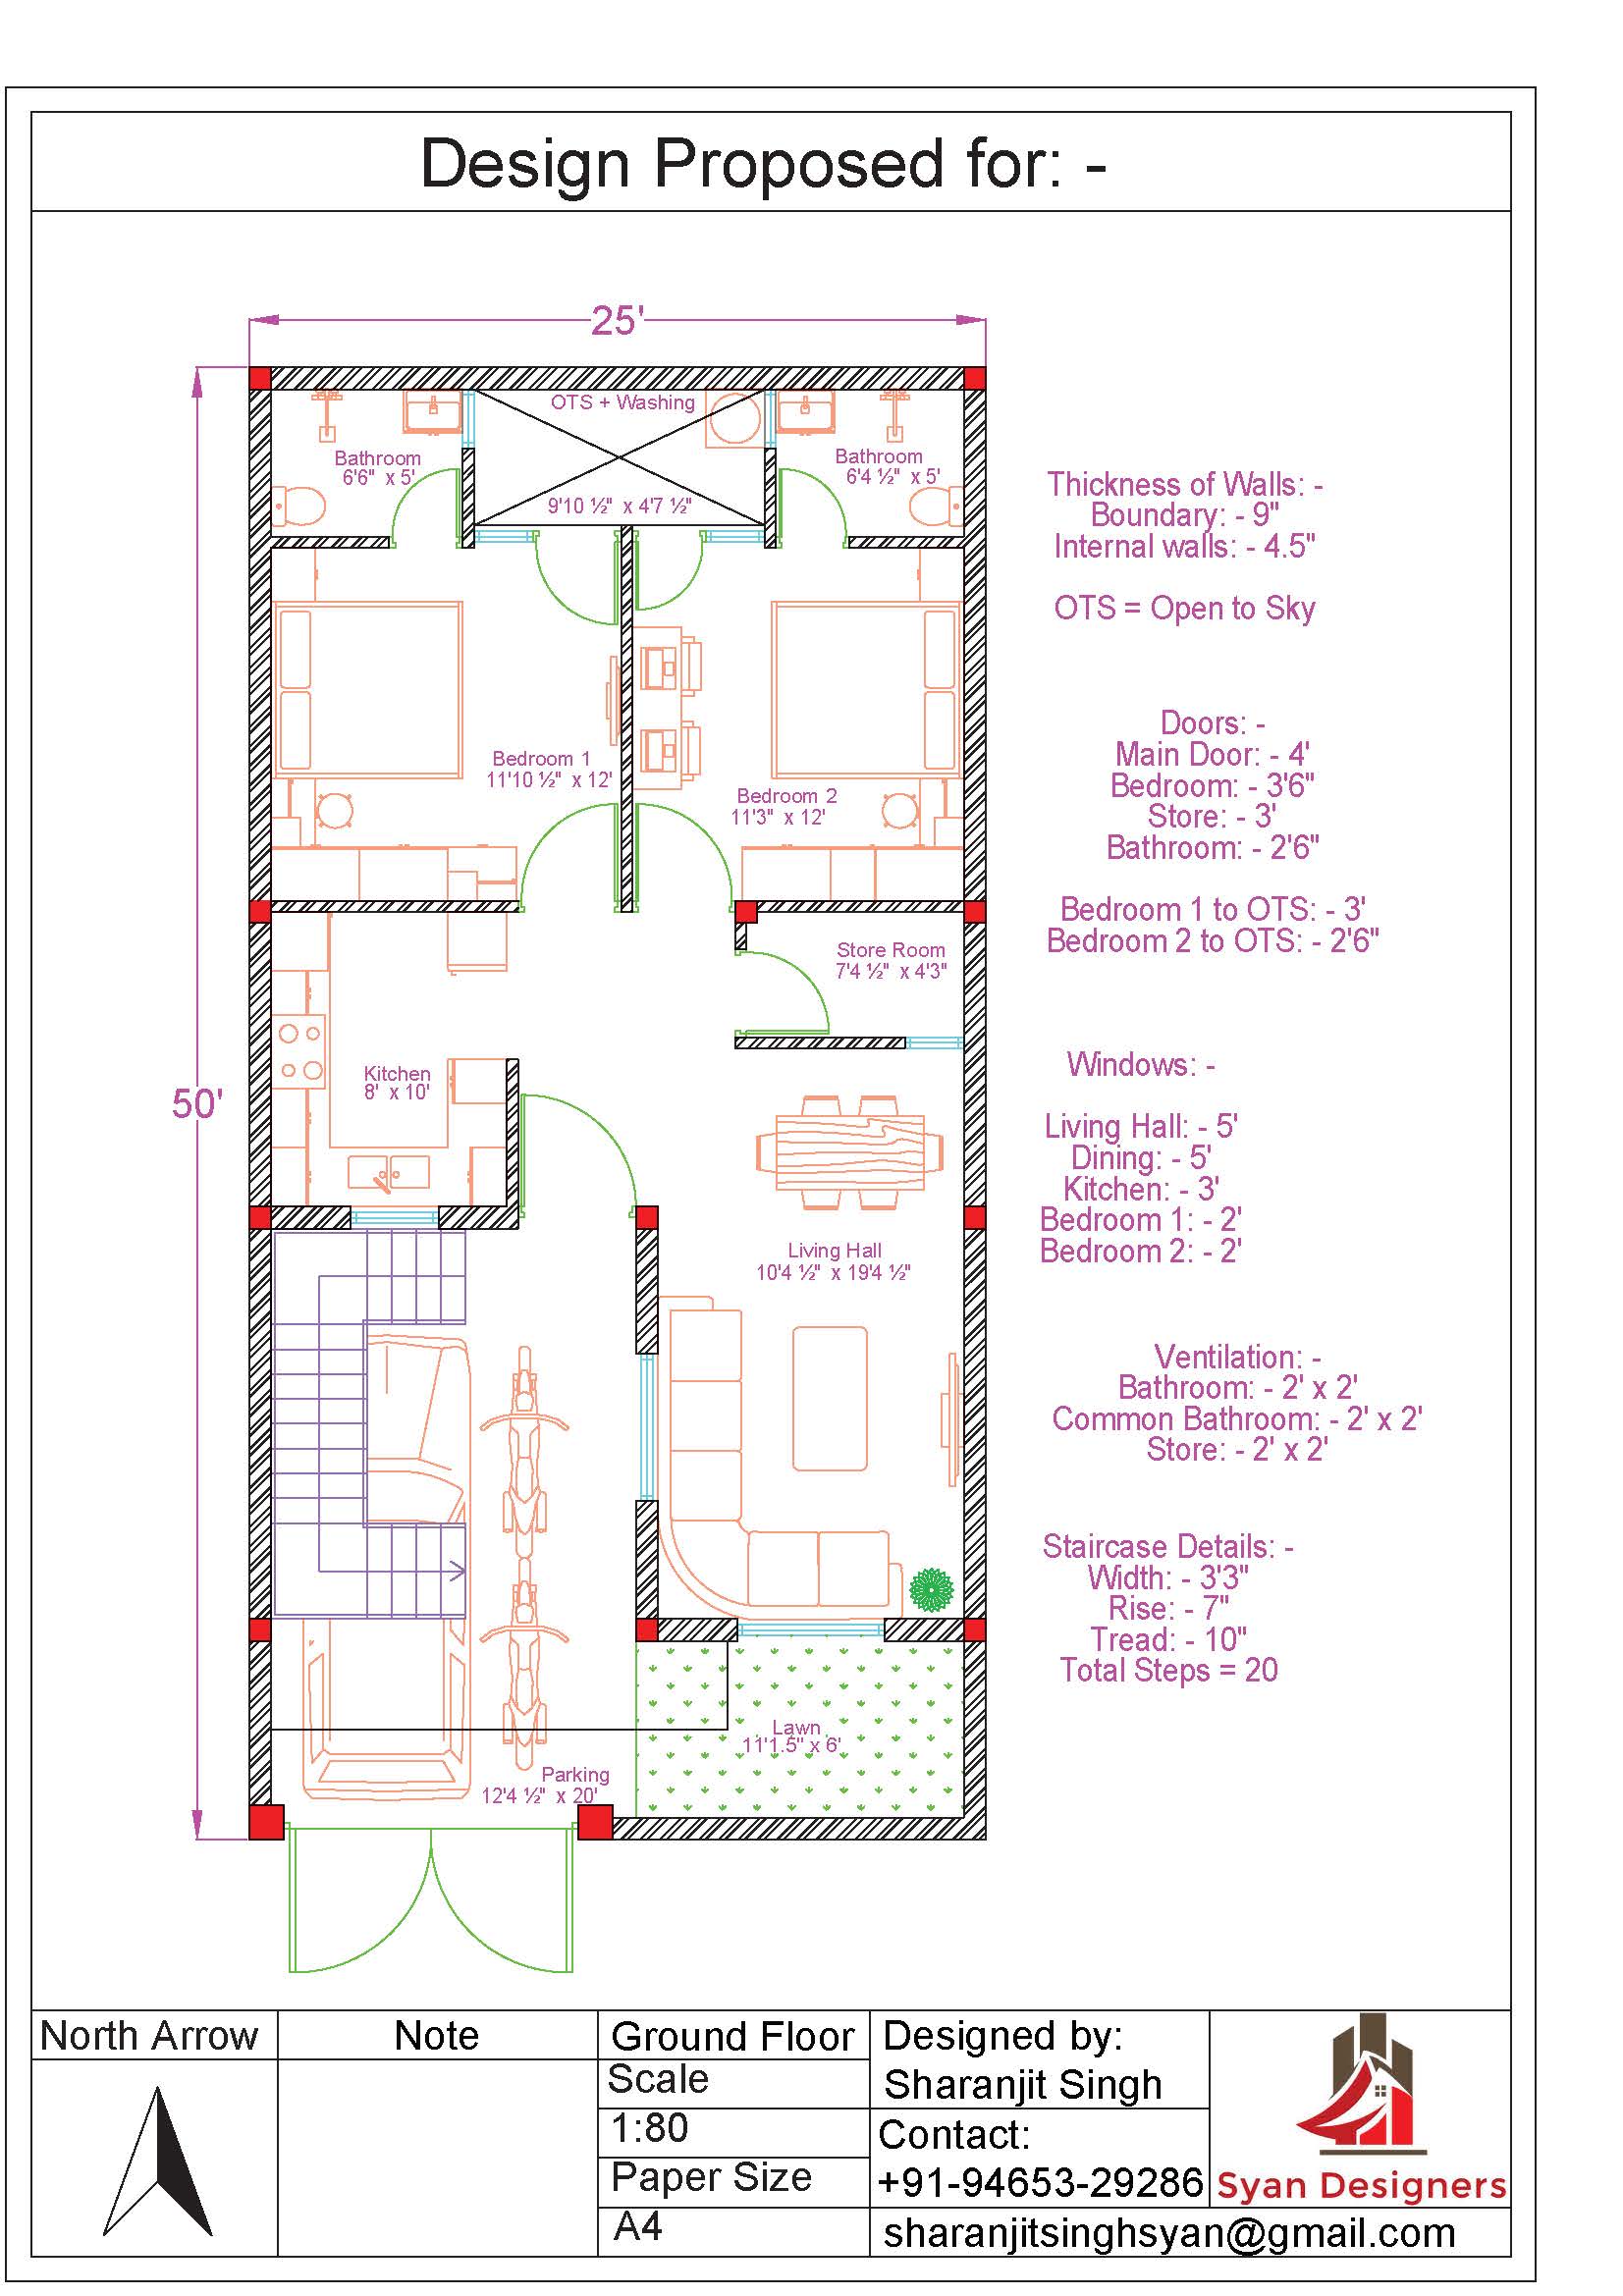 Design Proposed for: -
25'
50'
OTS + Washing
9'10 ½" x 4'7 ½"
Bathroom
6'6" x 5'
Bathroom
6'4 ½" x 5'
Bedroom 1
11'10 ½" x 12'
Bedroom 2
11'3" x 12'
Store Room
7'4 ½" x 4'3"
Kitchen
8' x 10'
Living Hall
10'4 ½" x 19'4 ½"
Lawn
11'1.5" x 6'
Parking
12'4 ½" x 20'
Thickness of Walls: -
Boundary: - 9"
Internal walls: - 4.5"
OTS = Open to Sky
Doors: -
Main Door: - 4'
Bedroom: - 3'6"
Store: - 3'
Bathroom: - 2'6"
Bedroom 1 to OTS: - 3'
Bedroom 2 to OTS: - 2'6"
Windows: -
Living Hall: - 5'
Dining: - 5'
Kitchen: - 3'
Bedroom 1: - 2'
Bedroom 2: - 2'
Ventilation: -
Bathroom: - 2' x 2'
Common Bathroom: - 2' x 2'
Store: - 2' x 2'
Staircase Details: -
Width: - 3'3"
Rise: - 7"
Tread: - 10"
Total Steps = 20
North Arrow
Note
Ground Floor
Scale
1:80
Paper Size
A4
Designed by:
Sharanjit Singh
Contact:
+91-94653-29286
sharanjitsinghsyan@gmail.com
Syan Designers